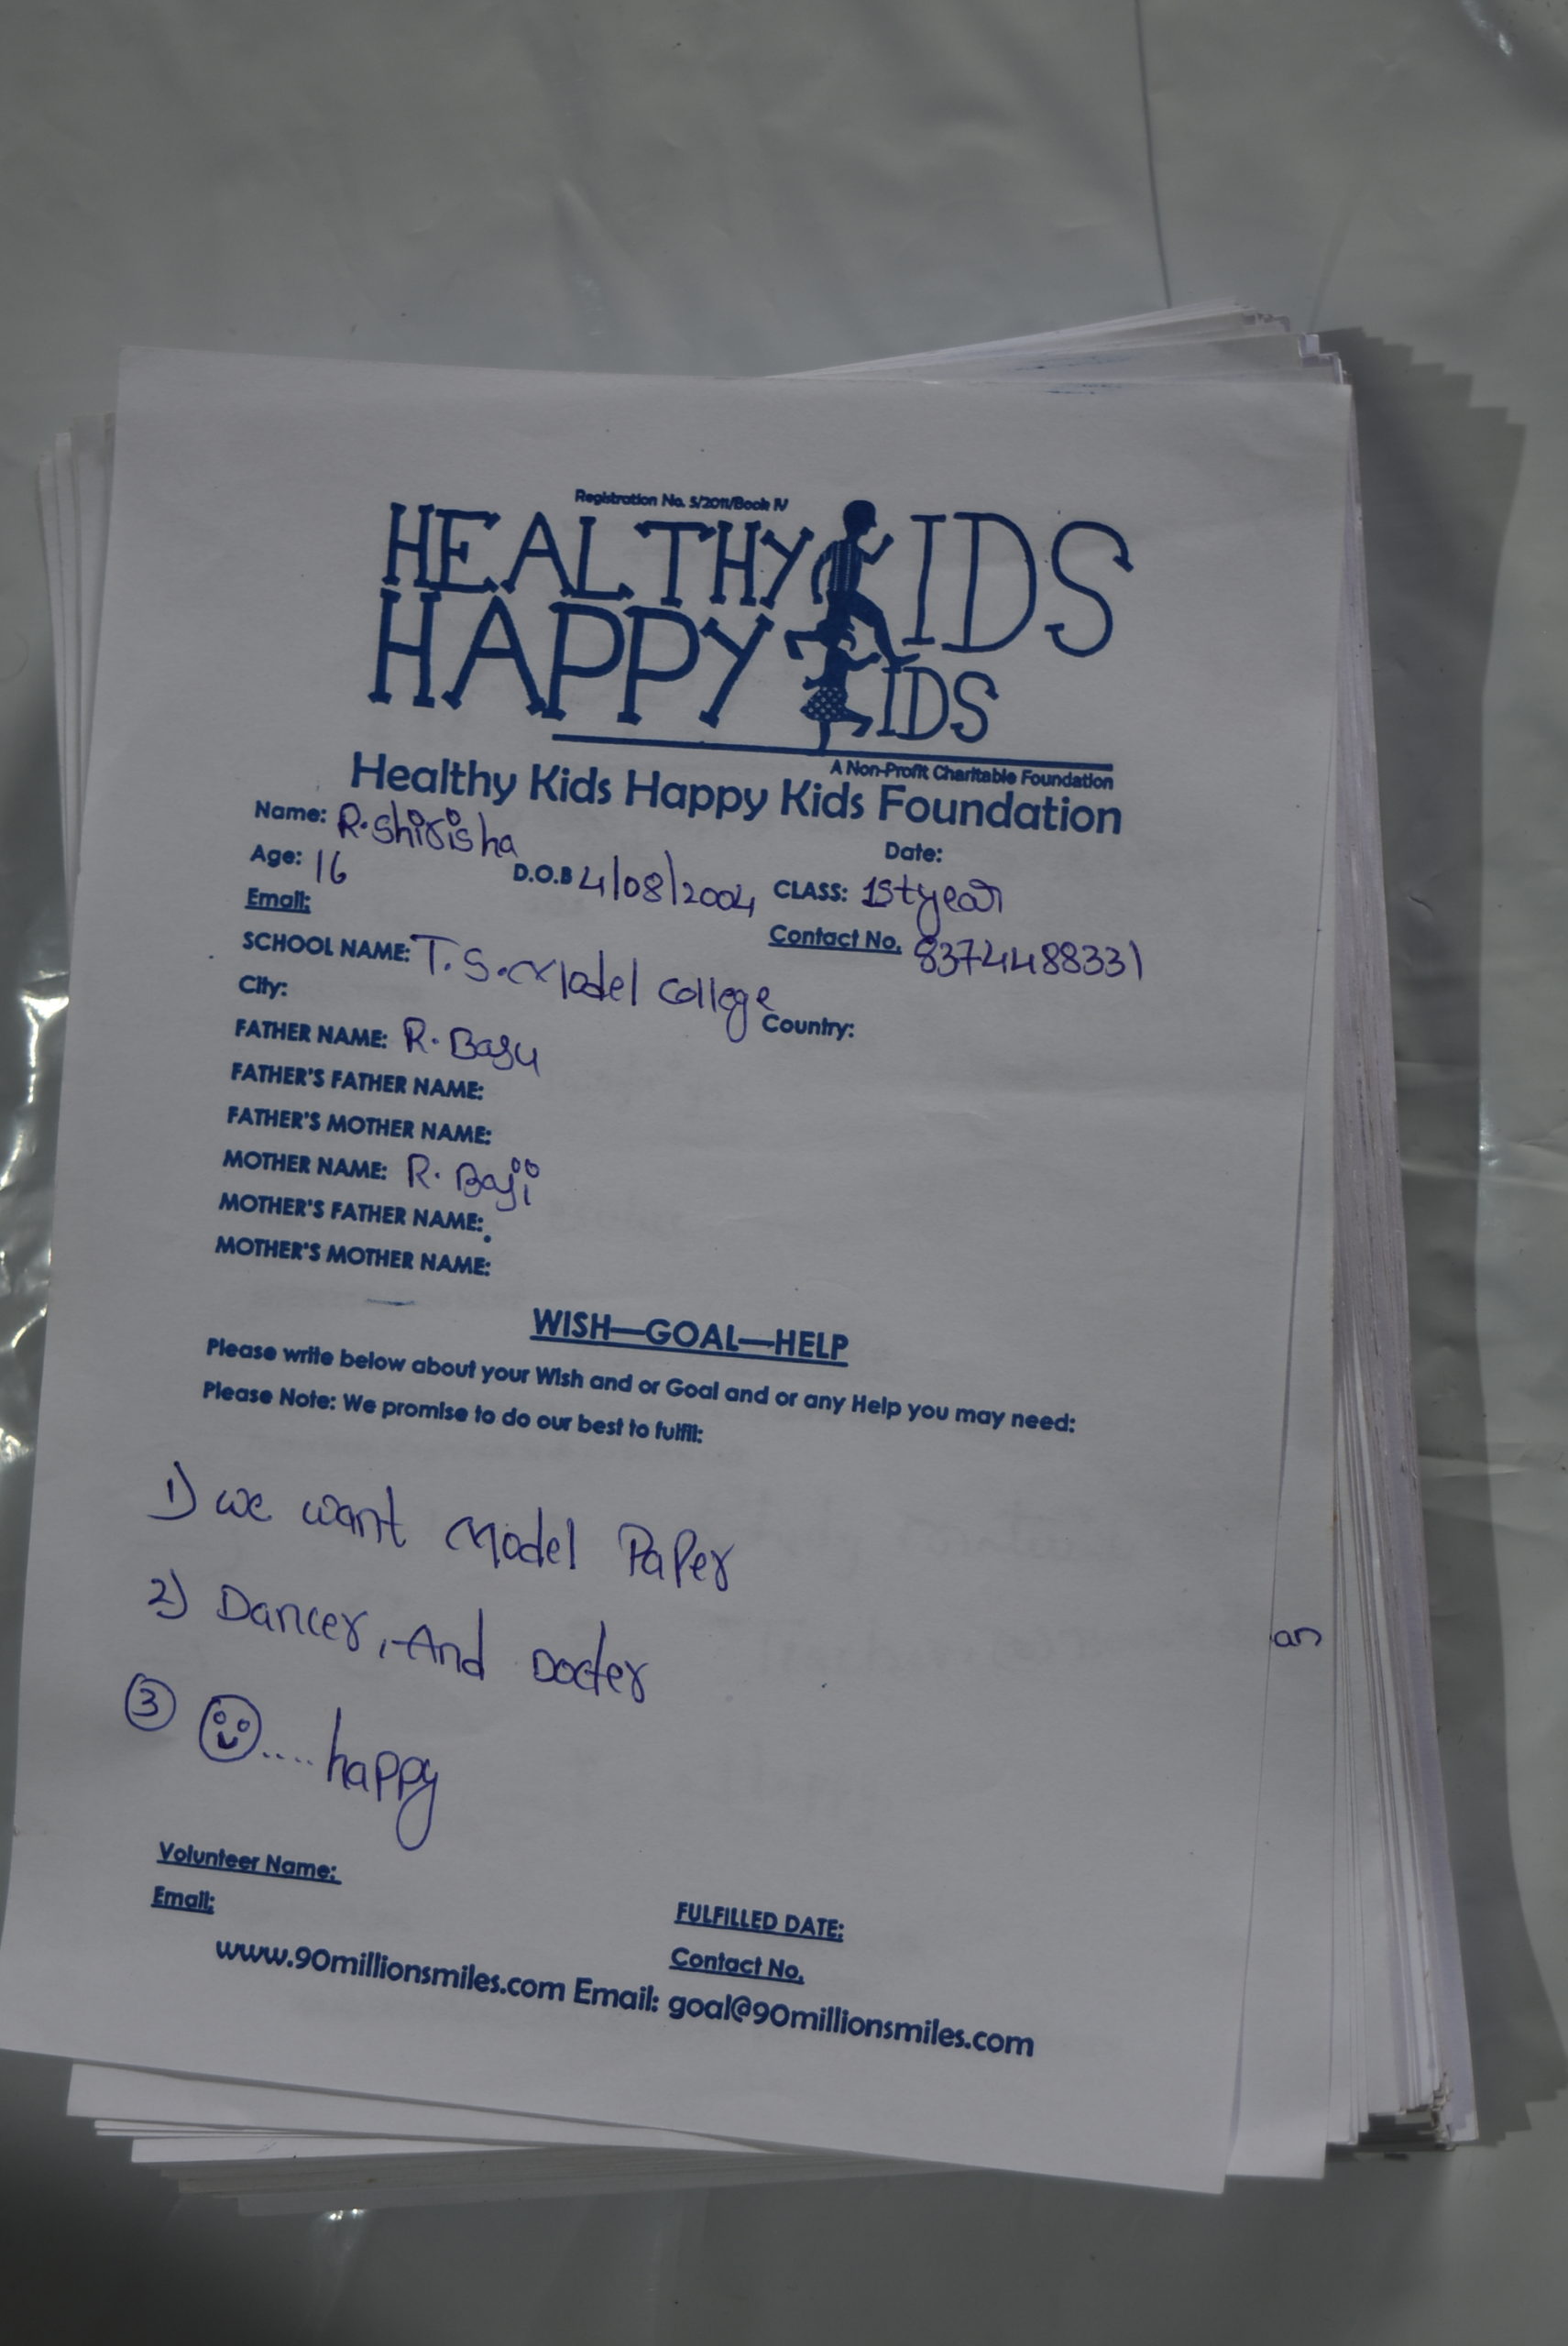 Registration No. 5/2011/Book IV
HEALTHY KIDS
HAPPY KIDS
A Non-Profit Charitable Foundation
Healthy Kids Happy Kids Foundation
Name: R.shirisha
Date:
Age: 16 D.O.B 4/08/2004 CLASS: 1styear
Email: Contact No. 8374488331
SCHOOL NAME: T.S.Model college
City: Country:
FATHER NAME: R. Basu
FATHER'S FATHER NAME:
FATHER'S MOTHER NAME:
MOTHER NAME: R. Baji
MOTHER'S FATHER NAME:
MOTHER'S MOTHER NAME:
WISH—GOAL—HELP
Please write below about your Wish and or Goal and or any Help you may need:
Please Note: We promise to do our best to fulfil:
1) we want Model Paper
2) Dancer, And Docter
an
3 ..... happy
Volunteer Name:
FULFILLED DATE:
Email:
Contact No.
www.90millionsmiles.com Email: goal@90millionsmiles.com